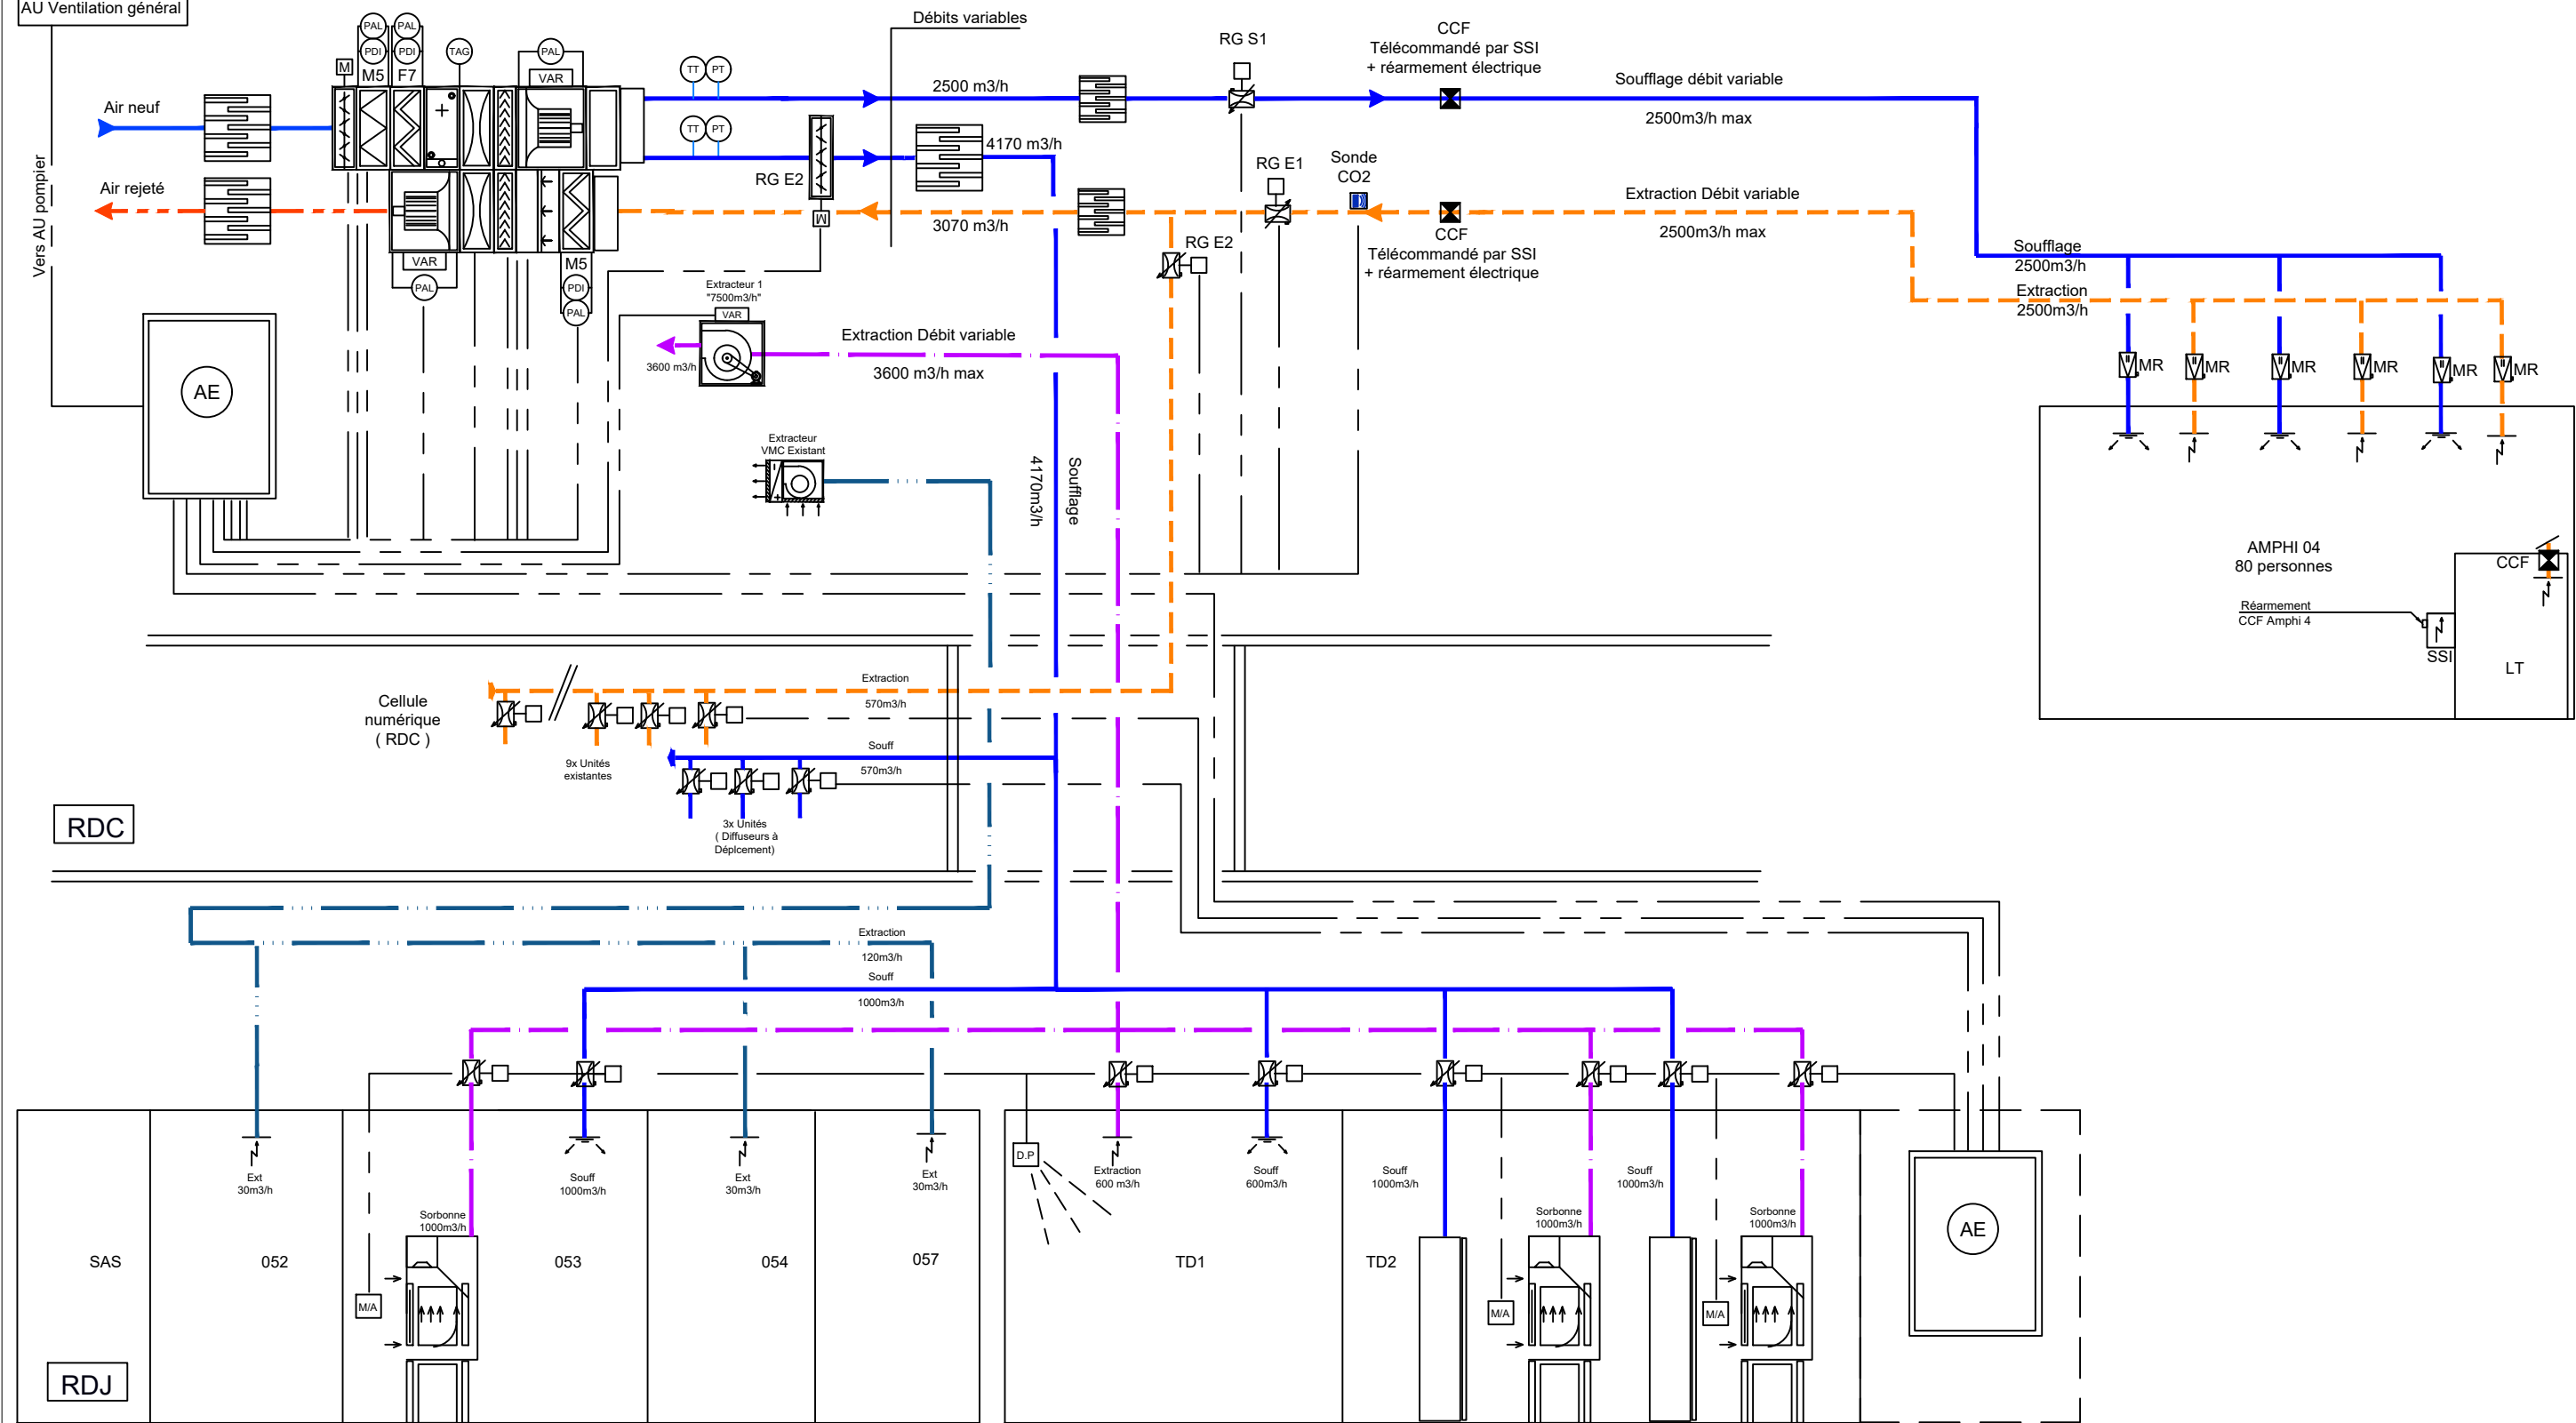 AU Ventilation général
Vers AU pompier
Air neuf
Air rejeté
M
PAL
PDI
M5
PAL
PDI
F7
TAG
PAL
VAR
TT
PT
TT
PT
RG E2
M
VAR
PAL
M5
PDI
PAL
Débits variables
2500 m3/h
4170 m3/h
3070 m3/h
RG S1
RG E1
Sonde
CO2
RG E2
CCF
Télécommandé par SSI
+ réarmement électrique
CCF
Télécommandé par SSI
+ réarmement électrique
Soufflage débit variable
2500m3/h max
Extraction Débit variable
2500m3/h max
Soufflage
2500m3/h
Extraction
2500m3/h
MR
MR
MR
MR
MR
MR
AE
Extracteur 1
"7500m3/h"
VAR
3600 m3/h
Extraction Débit variable
3600 m3/h max
Extracteur
VMC Existant
Soufflage
4170m3/h
AMPHI 04
80 personnes
CCF
Réarmement
CCF Amphi 4
SSI
LT
Cellule
numérique
( RDC )
Extraction
570m3/h
9x Unités
existantes
Souff
570m3/h
3x Unités
( Diffuseurs à
Déplcement)
RDC
Extraction
120m3/h
Souff
1000m3/h
Ext
30m3/h
Souff
1000m3/h
Ext
30m3/h
Ext
30m3/h
D.P
Extraction
600 m3/h
Souff
600m3/h
Souff
1000m3/h
Souff
1000m3/h
Sorbonne
1000m3/h
Sorbonne
1000m3/h
Sorbonne
1000m3/h
SAS
052
053
054
057
TD1
TD2
AE
M/A
M/A
M/A
RDJ